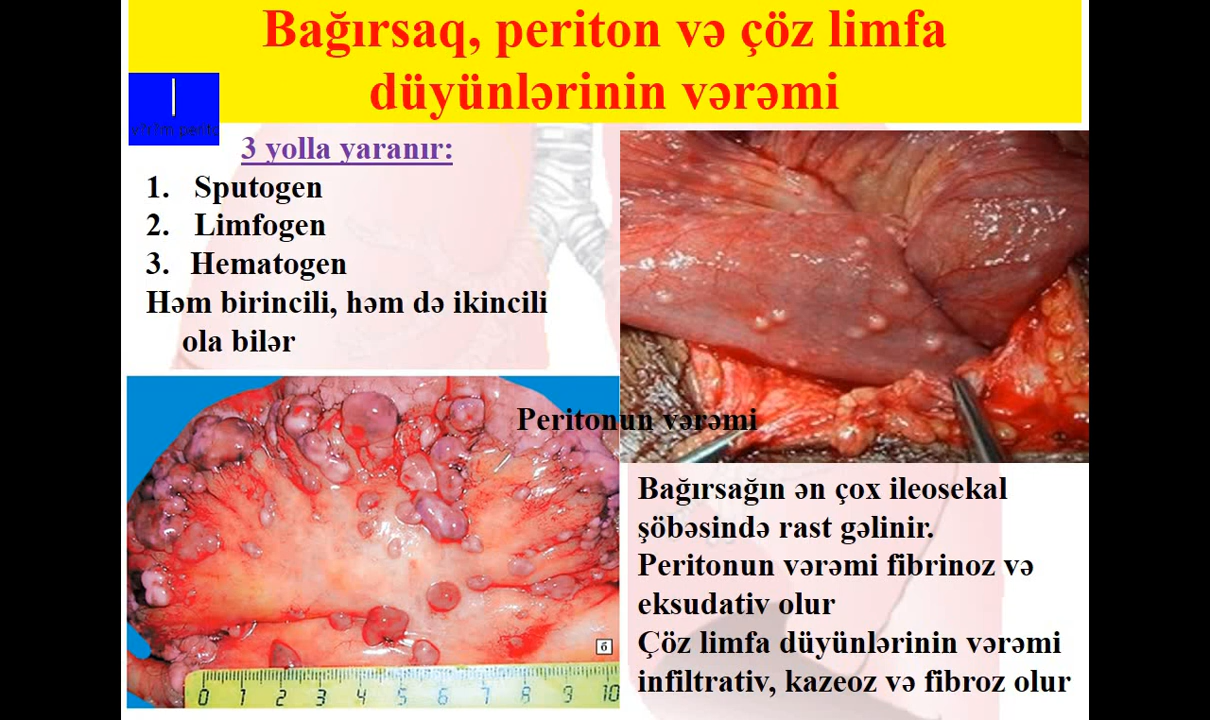 Bağırsaq, periton və çöz limfa
düyünlərinin vərəmi
3 yolla yaranır:
1. Sputogen
2. Limfogen
3. Hematogen
Həm birincili, həm də ikincili
ola bilər
Peritonun vərəmi
Bağırsağın ən çox ileosekal
şöbəsində rast gəlinir.
Peritonun vərəmi fibrinoz və
eksudativ olur
Çöz limfa düyünlərinin vərəmi
infiltrativ, kazeoz və fibroz olur
б
0 1 2 3 4 5 6 7 8 9 10